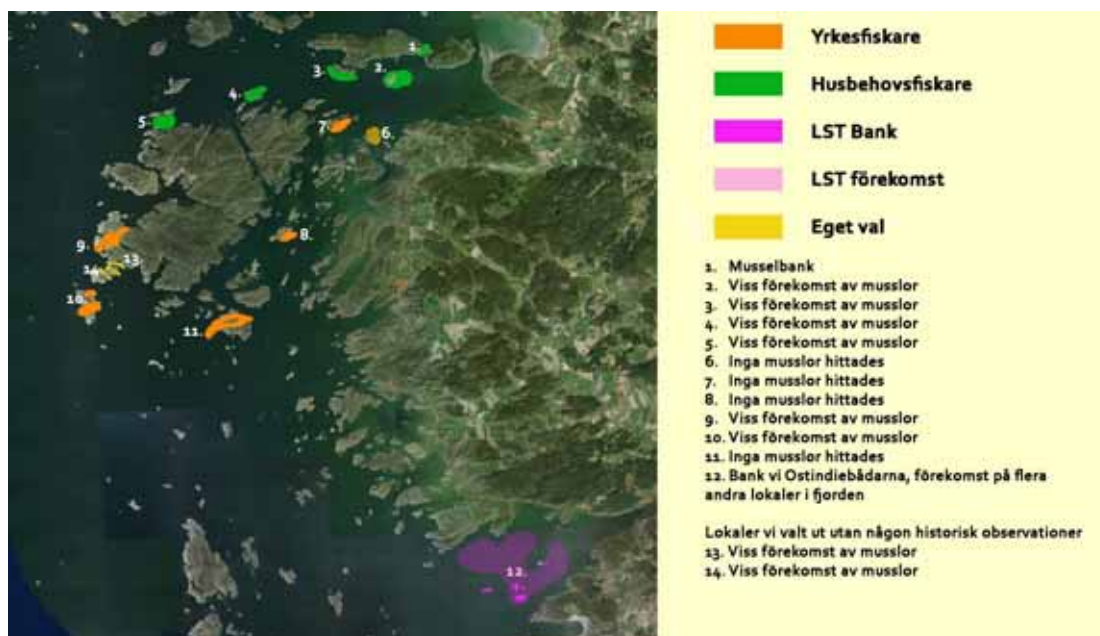 1.
2.
3.
4.
5.
7.
6.
8.
9.
13.
14.
10.
11.
12.
Yrkesfiskare
Husbehovsfiskare
LST Bank
LST förekomst
Eget val
1. Musselbank
2. Viss förekomst av musslor
3. Viss förekomst av musslor
4. Viss förekomst av musslor
5. Viss förekomst av musslor
6. Inga musslor hittades
7. Inga musslor hittades
8. Inga musslor hittades
9. Viss förekomst av musslor
10. Viss förekomst av musslor
11. Inga musslor hittades
12. Bank vi Ostindiebådarna, förekomst på flera
andra lokaler i fjorden
Lokaler vi valt ut utan någon historisk observationer
13. Viss förekomst av musslor
14. Viss förekomst av musslor